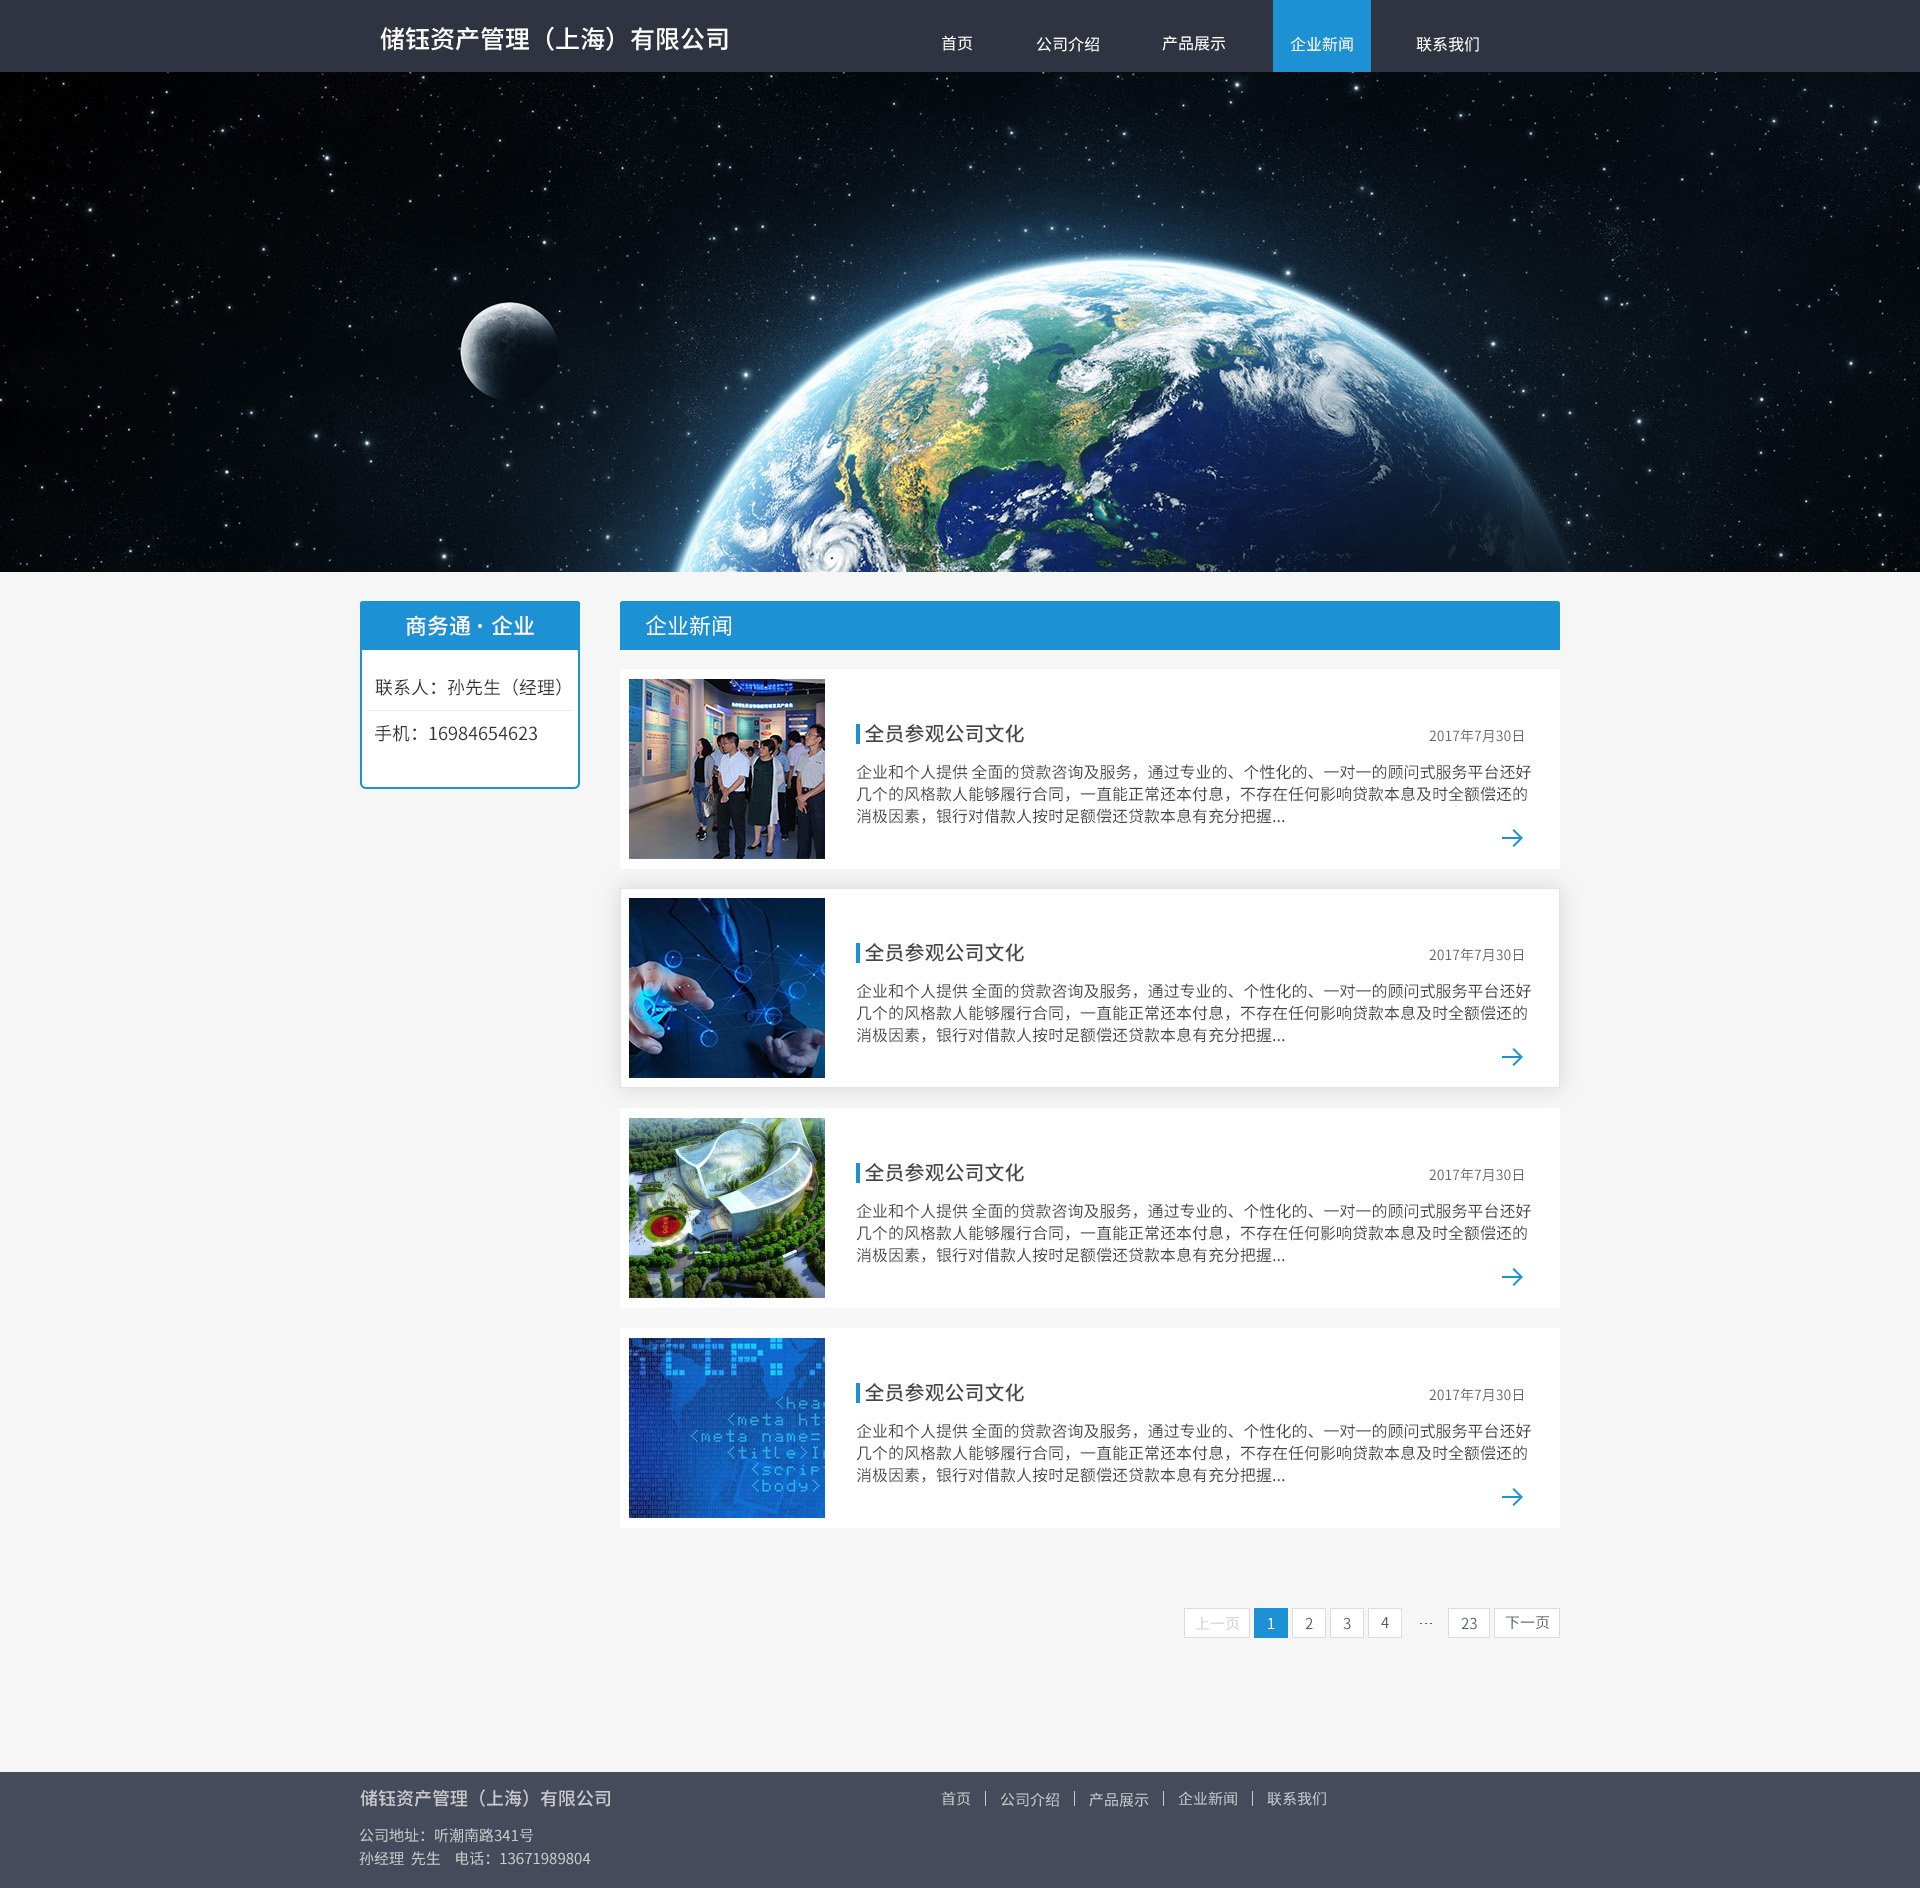 储钰资产管理（上海）有限公司
首页 公司介绍 产品展示 企业新闻 联系我们
商务通·企业
联系人：孙先生（经理）
手机：16984654623
企业新闻
全员参观公司文化 2017年7月30日
企业和个人提供 全面的贷款咨询及服务，通过专业的、个性化的、一对一的顾问式服务平台还好
几个的风格款人能够履行合同，一直能正常还本付息，不存在任何影响贷款本息及时全额偿还的
消极因素，银行对借款人按时足额偿还贷款本息有充分把握...
全员参观公司文化 2017年7月30日
企业和个人提供 全面的贷款咨询及服务，通过专业的、个性化的、一对一的顾问式服务平台还好
几个的风格款人能够履行合同，一直能正常还本付息，不存在任何影响贷款本息及时全额偿还的
消极因素，银行对借款人按时足额偿还贷款本息有充分把握...
全员参观公司文化 2017年7月30日
企业和个人提供 全面的贷款咨询及服务，通过专业的、个性化的、一对一的顾问式服务平台还好
几个的风格款人能够履行合同，一直能正常还本付息，不存在任何影响贷款本息及时全额偿还的
消极因素，银行对借款人按时足额偿还贷款本息有充分把握...
<head
<meta ht
<meta name=
<title>In
<script
<body>
全员参观公司文化 2017年7月30日
企业和个人提供 全面的贷款咨询及服务，通过专业的、个性化的、一对一的顾问式服务平台还好
几个的风格款人能够履行合同，一直能正常还本付息，不存在任何影响贷款本息及时全额偿还的
消极因素，银行对借款人按时足额偿还贷款本息有充分把握...
上一页 1 2 3 4 ... 23 下一页
储钰资产管理（上海）有限公司
首页 | 公司介绍 | 产品展示 | 企业新闻 | 联系我们
公司地址：听潮南路341号
孙经理 先生 电话：13671989804